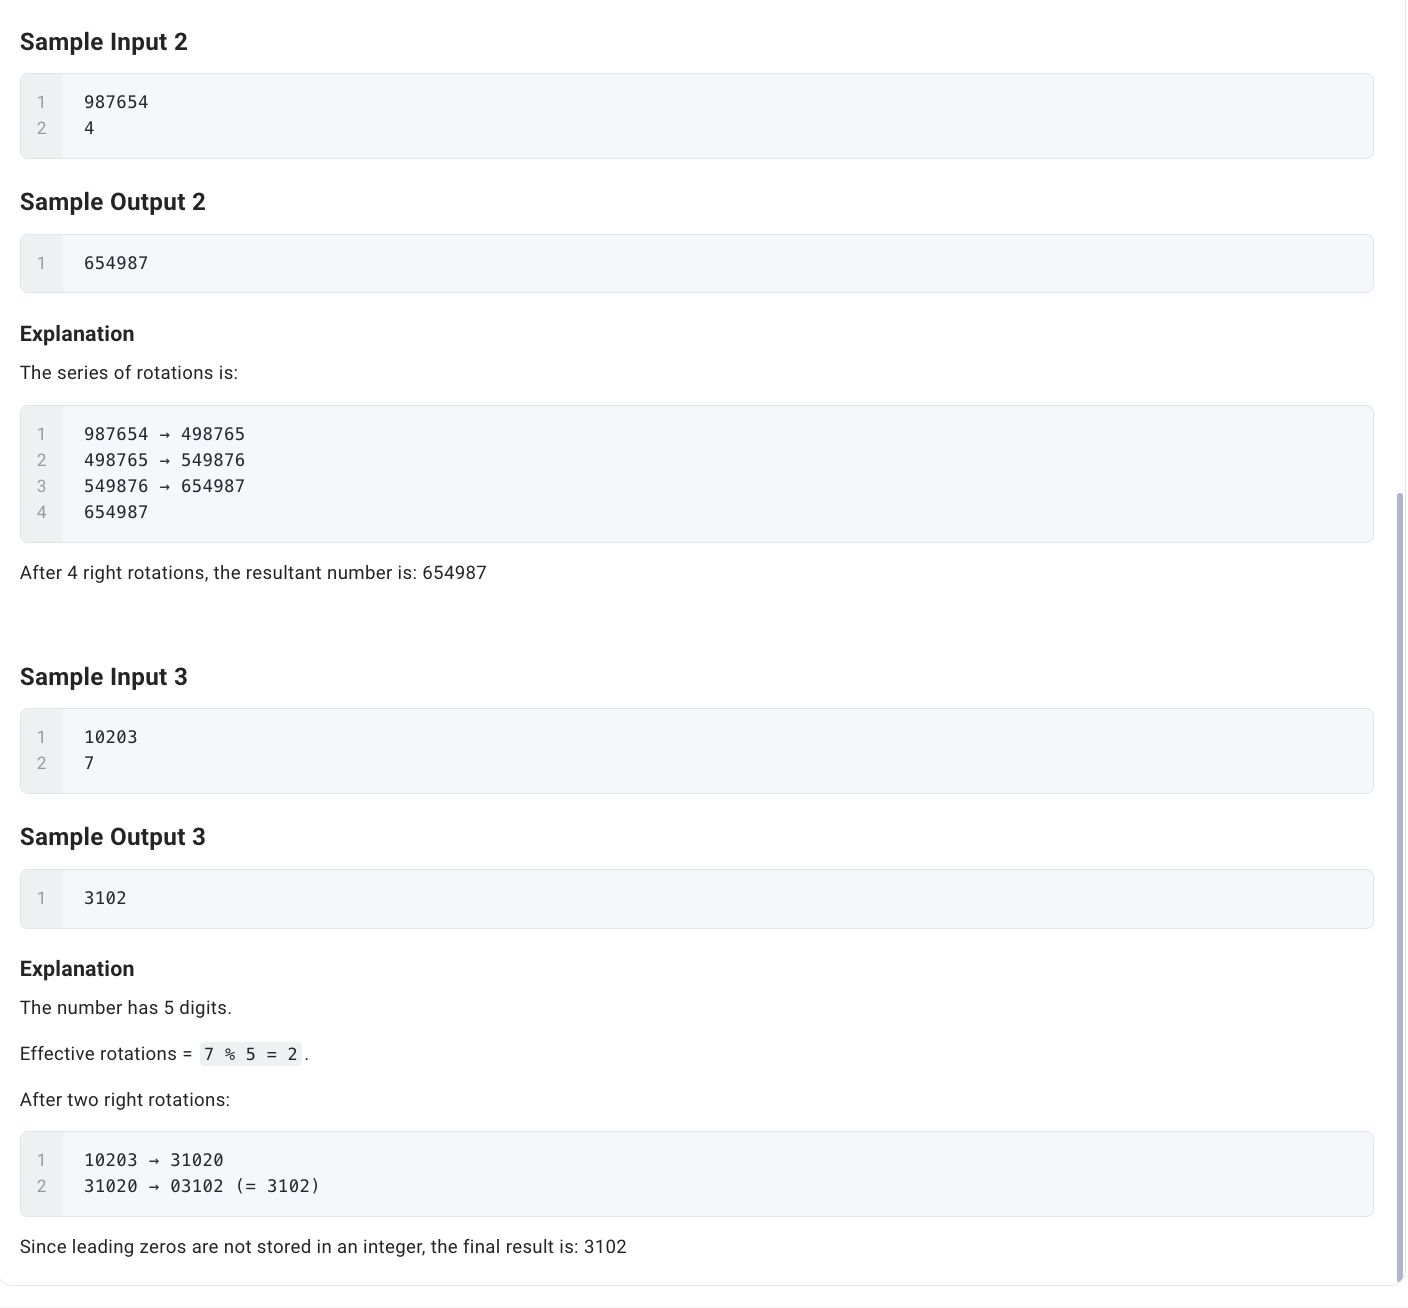 Sample Input 2
1 987654
2 4
Sample Output 2
1 654987
Explanation
The series of rotations is:
1 987654 → 498765
2 498765 → 549876
3 549876 → 654987
4 654987
After 4 right rotations, the resultant number is: 654987
Sample Input 3
1 10203
2 7
Sample Output 3
1 3102
Explanation
The number has 5 digits.
Effective rotations = 7 % 5 = 2 .
After two right rotations:
1 10203 → 31020
2 31020 → 03102 (= 3102)
Since leading zeros are not stored in an integer, the final result is: 3102